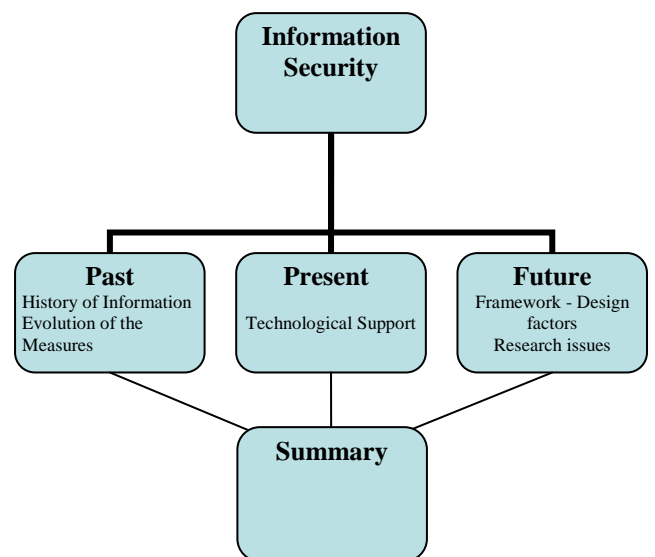 Information
Security
Past
History of Information
Evolution of the
Measures
Present
Technological Support
Future
Framework - Design
factors
Research issues
Summary